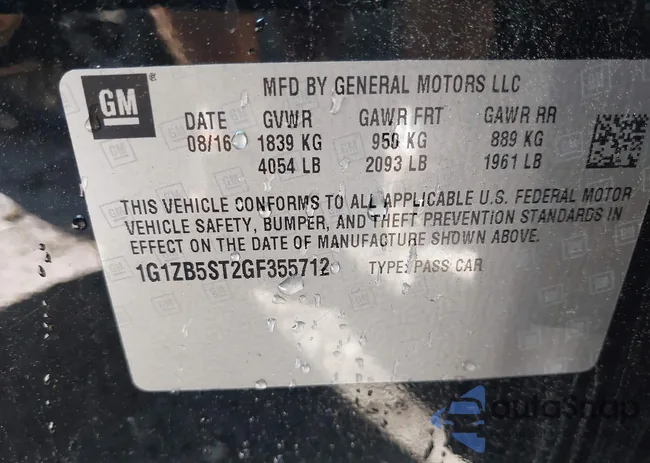 GM
®
MFD BY GENERAL MOTORS LLC
DATE GVWR GAWR FRT GAWR RR
08/16 1839 KG 950 KG 889 KG
4054 LB 2093 LB 1961 LB
THIS VEHICLE CONFORMS TO ALL APPLICABLE U.S. FEDERAL MOTOR
VEHICLE SAFETY, BUMPER, AND THEFT PREVENTION STANDARDS IN
EFFECT ON THE DATE OF MANUFACTURE SHOWN ABOVE.
1G1ZB5ST2GF355712 TYPE: PASS CAR
autoSnap